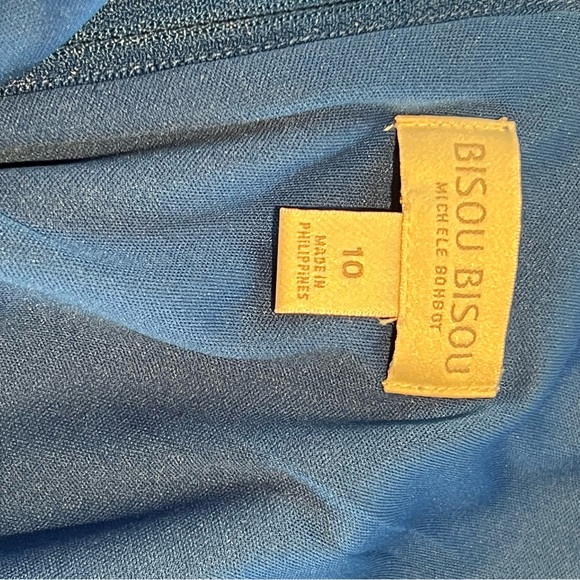 BISOU BISOU
MICHELE BOHBOT
10
MADE IN
PHILIPPINES